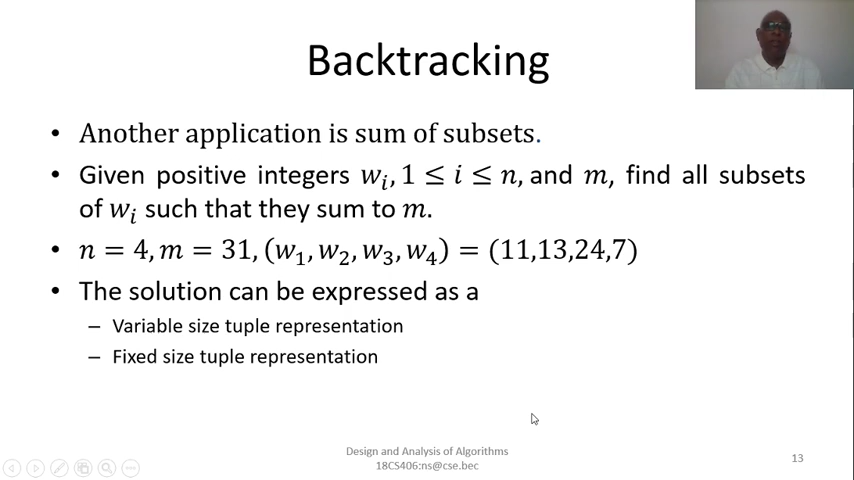 Backtracking
• Another application is sum of subsets.
• Given positive integers wᵢ, 1 ≤ i ≤ n, and m, find all subsets
of wᵢ such that they sum to m.
• n = 4, m = 31, (w₁, w₂, w₃, w₄) = (11,13,24,7)
• The solution can be expressed as a
– Variable size tuple representation
– Fixed size tuple representation
Design and Analysis of Algorithms
18CS406:ns@cse.bec
13